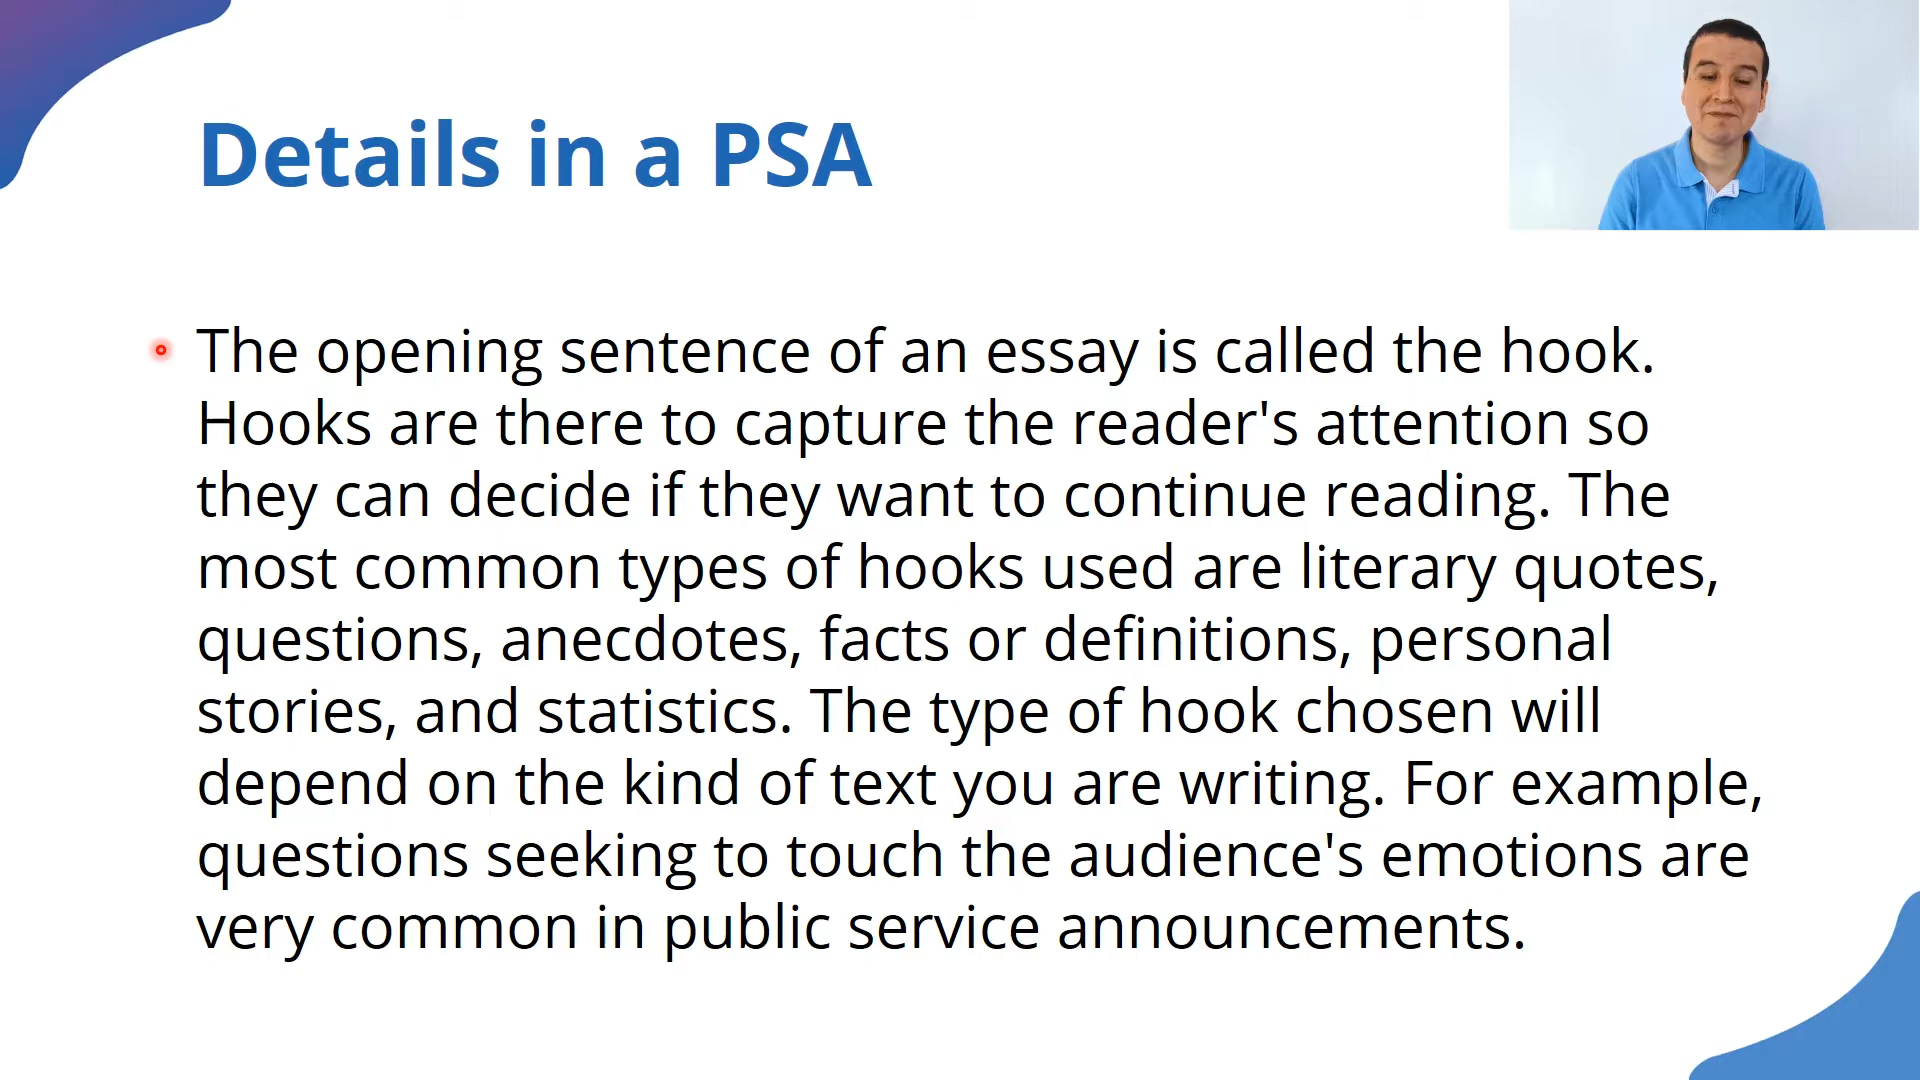 Details in a PSA
The opening sentence of an essay is called the hook.
Hooks are there to capture the reader's attention so
they can decide if they want to continue reading. The
most common types of hooks used are literary quotes,
questions, anecdotes, facts or definitions, personal
stories, and statistics. The type of hook chosen will
depend on the kind of text you are writing. For example,
questions seeking to touch the audience's emotions are
very common in public service announcements.